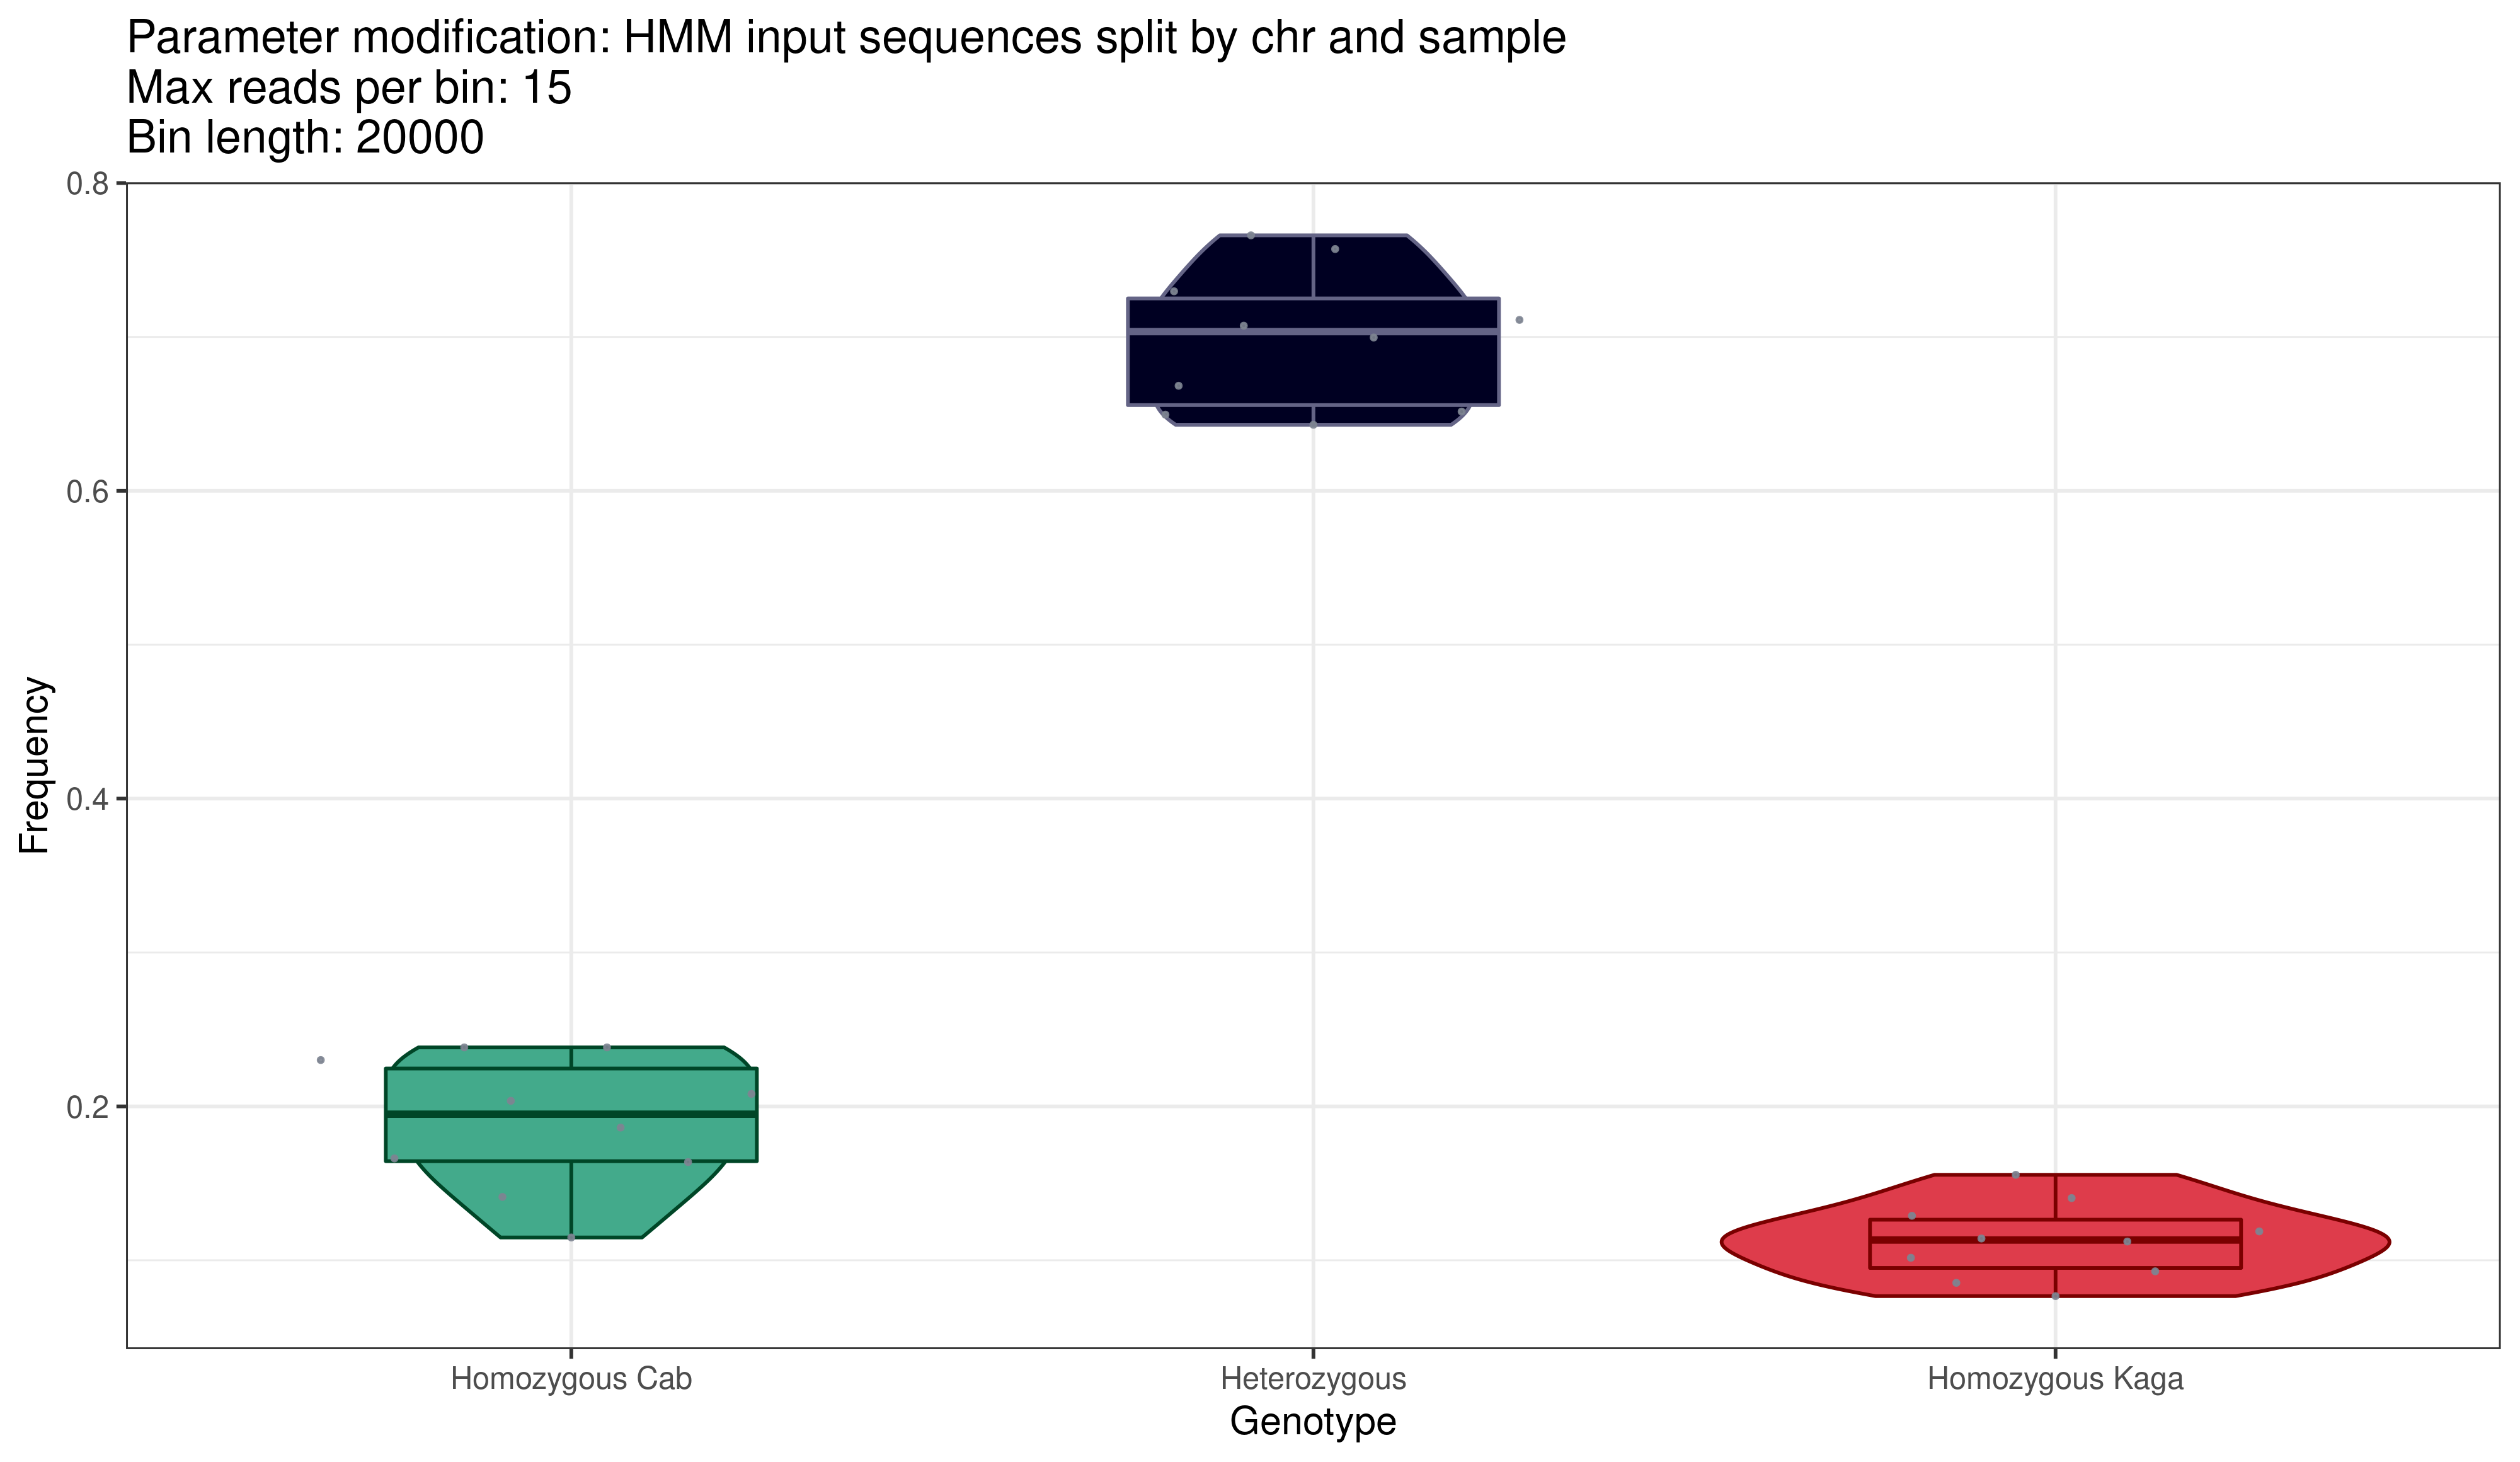 Parameter modification: HMM input sequences split by chr and sample
Max reads per bin: 15
Bin length: 20000
0.8
0.6
0.4
0.2
Frequency
Homozygous Cab
Heterozygous
Homozygous Kaga
Genotype